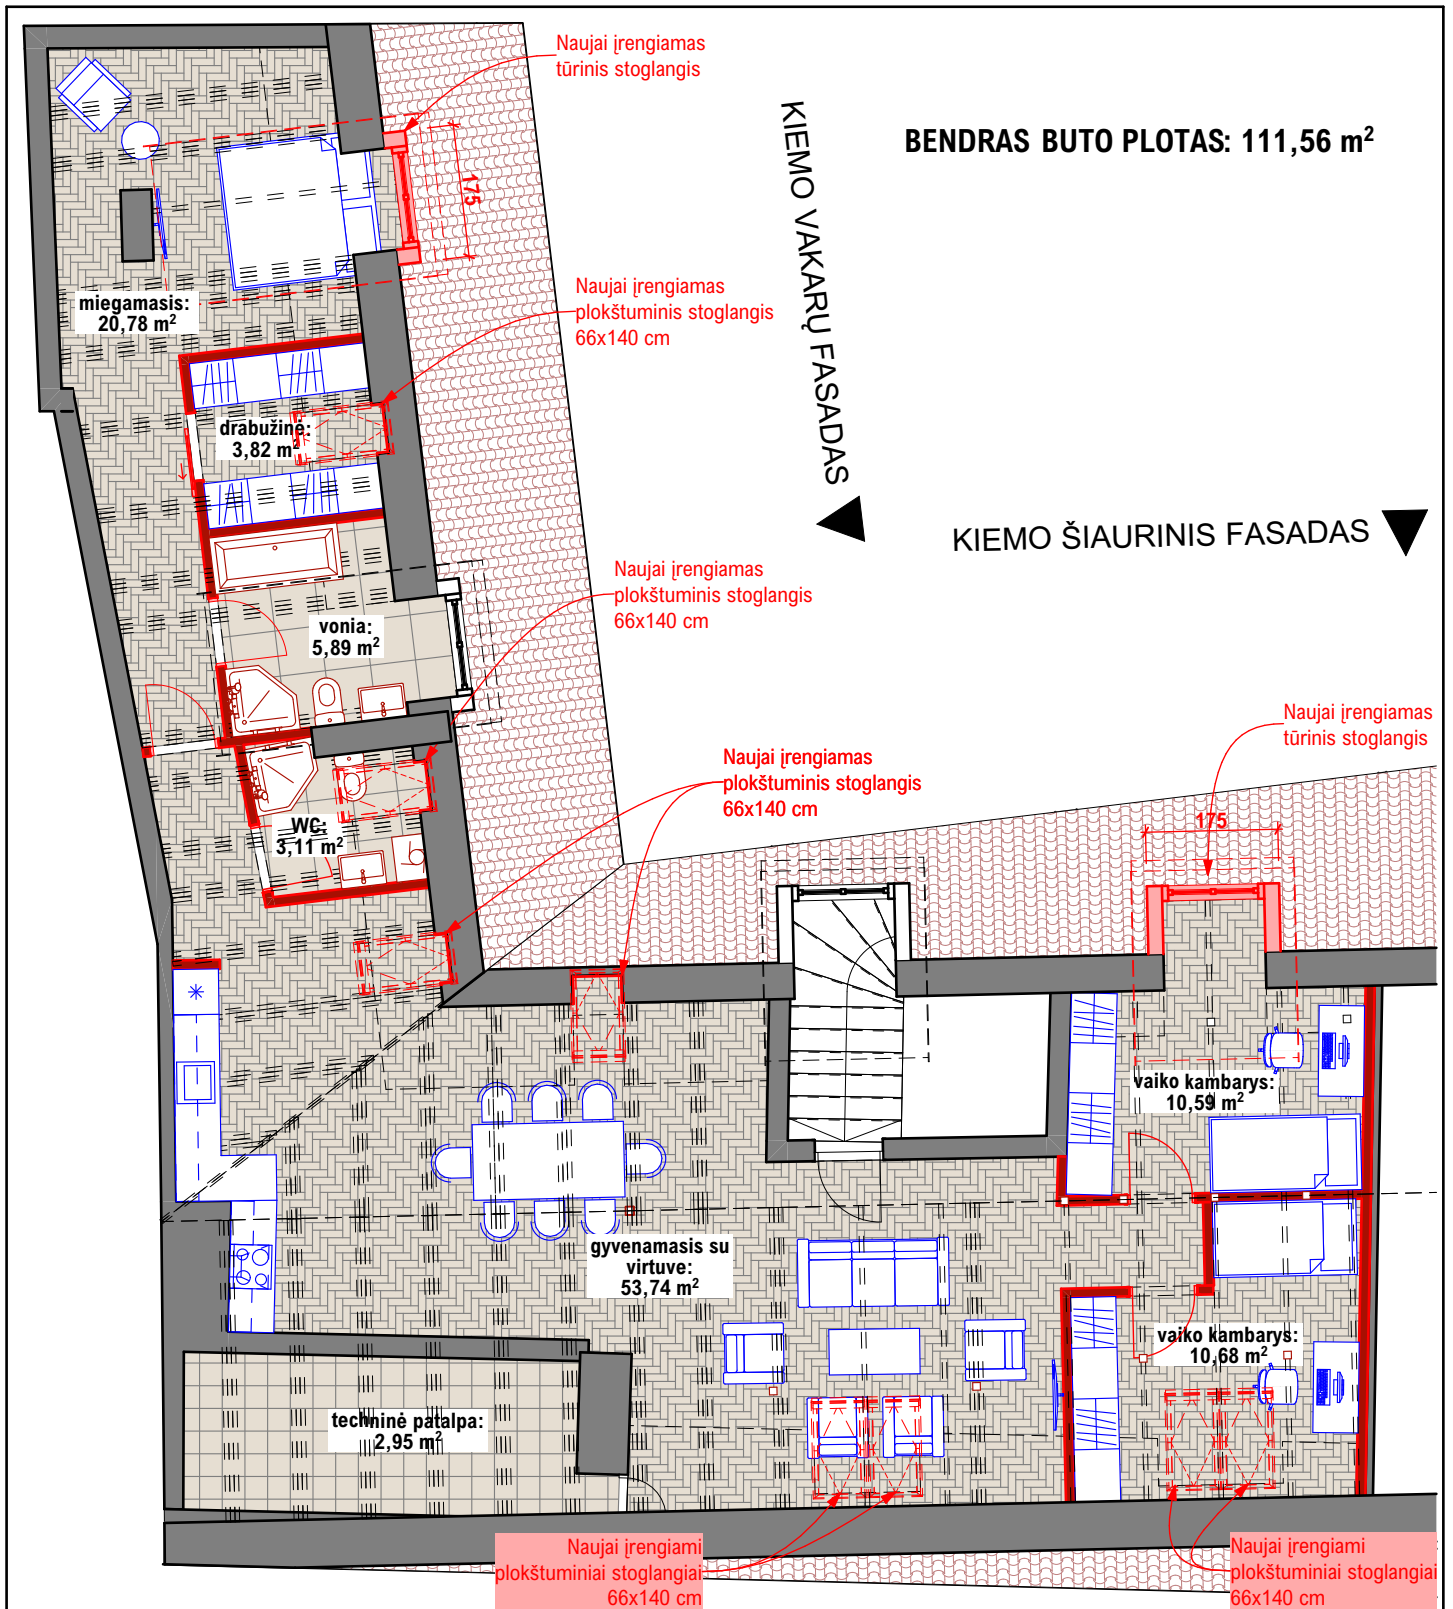 Naujai įrengiamas
tūrinis stoglangis
BENDRAS BUTO PLOTAS: 111,56 m²
KIEMO VAKARŲ FASADAS
175
Naujai įrengiamas
plokštuminis stoglangis
66x140 cm
miegamasis:
20,78 m²
drabužinė:
3,82 m²
KIEMO ŠIAURINIS FASADAS
Naujai įrengiamas
plokštuminis stoglangis
66x140 cm
vonia:
5,89 m²
Naujai įrengiamas
tūrinis stoglangis
Naujai įrengiamas
plokštuminis stoglangis
66x140 cm
175
WC:
3,11 m²
vaiko kambarys:
10,59 m²
gyvenamasis su
virtuve:
53,74 m²
vaiko kambarys:
10,68 m²
techninė patalpa:
2,95 m²
Naujai įrengiami
plokštuminiai stoglangiai
66x140 cm
Naujai įrengiami
plokštuminiai stoglangiai
66x140 cm